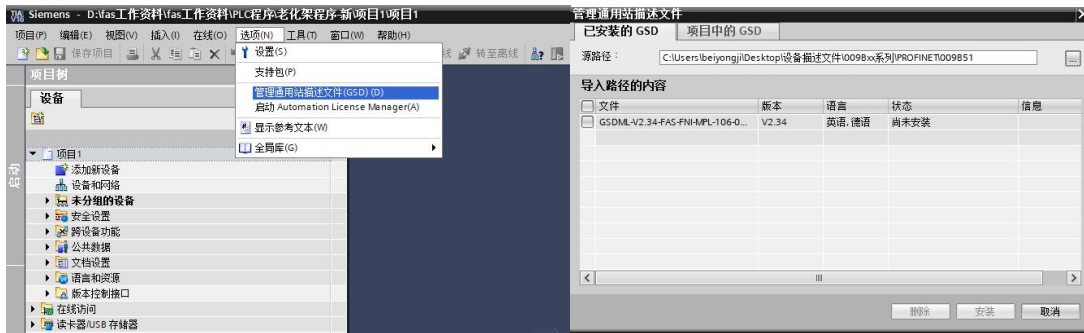 Siemens - D:\fas工作资料\fas工作资料\PLC程序\老化架程序-新\项目1\项目1
项目(P) 编辑(E) 视图(V) 插入(I) 在线(O) 选项(N) 工具(T) 窗口(W) 帮助(H)
保存项目
转至离线
设置(S)
支持包(P)
管理通用站描述文件(GSD) (D)
启动 Automation License Manager(A)
显示参考文本(W)
全局库(G)
项目树
设备
启动
项目1
添加新设备
设备和网络
未分组的设备
安全设置
跨设备功能
公共数据
文档设置
语言和资源
版本控制接口
在线访问
读卡器/USB 存储器
管理通用站描述文件
已安装的 GSD 项目中的 GSD
源路径： C:\Users\beiyongji\Desktop\设备描述文件\009Bxx系列\PROFINET\009B51
导入路径的内容
文件 版本 语言 状态 信息
GSDML-V2.34-FAS-FNI-MPL-106-0... V2.34 英语, 德语 尚未安装
删除 安装 取消